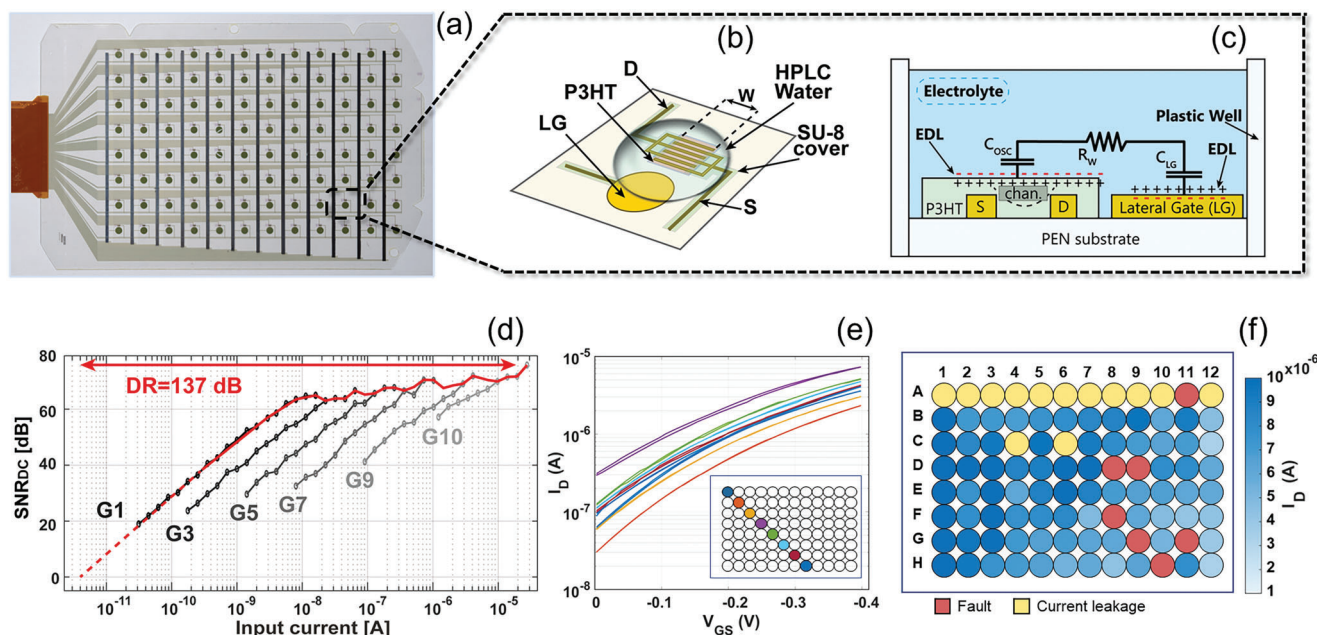 (a)
(b)
D
P3HT
LG
W
HPLC
Water
SU-8
cover
S
(c)
Electrolyte
Plastic Well
EDL
C_OSC
R_W
C_LG
EDL
P3HT
S
chan.
D
Lateral Gate (LG)
PEN substrate
(d)
SNR_DC [dB]
80
60
40
20
0
DR=137 dB
G1
G3
G5
G7
G9
G10
10^-11
10^-10
10^-9
10^-8
10^-7
10^-6
10^-5
Input current [A]
(e)
I_D (A)
10^-5
10^-6
10^-7
10^-8
0
-0.1
-0.2
-0.3
-0.4
V_GS (V)
(f)
1 2 3 4 5 6 7 8 9 10 11 12
A
B
C
D
E
F
G
H
10×10^-6
9
8
7
6
5
4
3
2
1
I_D (A)
Fault
Current leakage